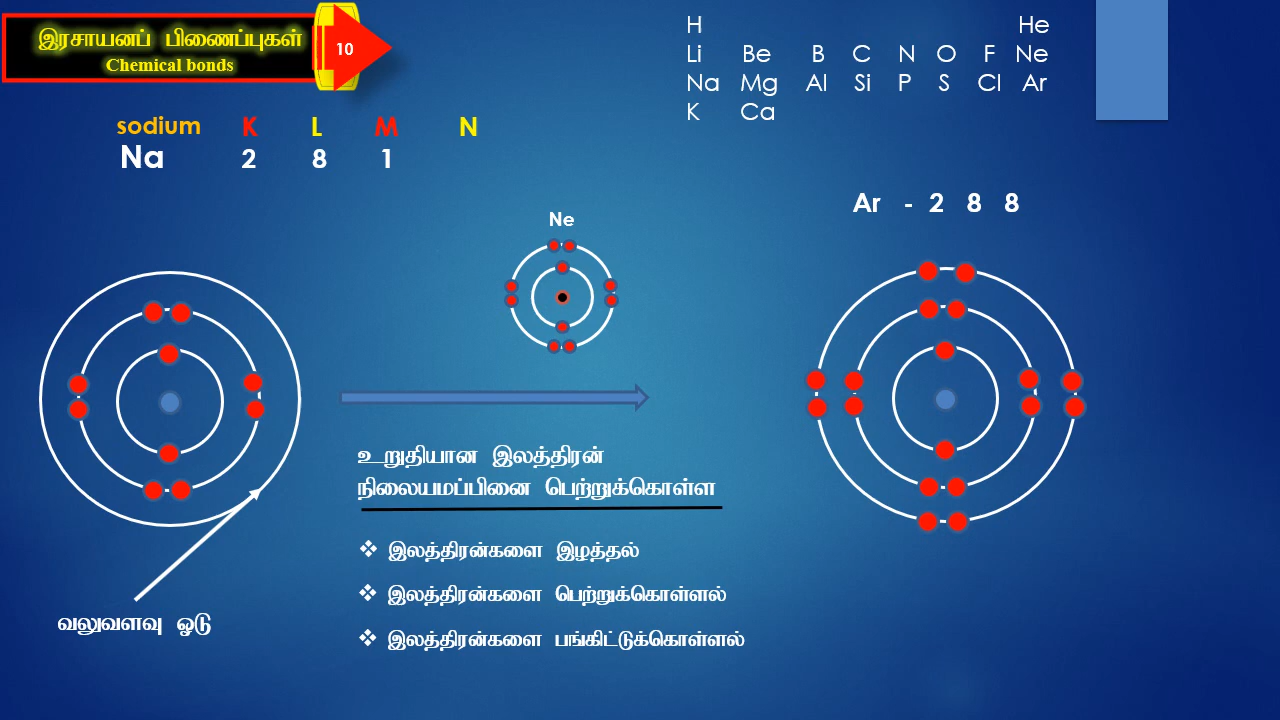 இரசாயனப் பிணைப்புகள்
Chemical bonds
10
H He
Li Be B C N O F Ne
Na Mg Al Si P S Cl Ar
K Ca
sodium K L M N
Na 2 8 1
Ar - 2 8 8
Ne
உறுதியான இலத்திரன்
நிலையமப்பினை பெற்றுக்கொள்ள
❖ இலத்திரன்களை இழத்தல்
❖ இலத்திரன்களை பெற்றுக்கொள்ளல்
❖ இலத்திரன்களை பங்கிட்டுக்கொள்ளல்
வலுவளவு ஓடு